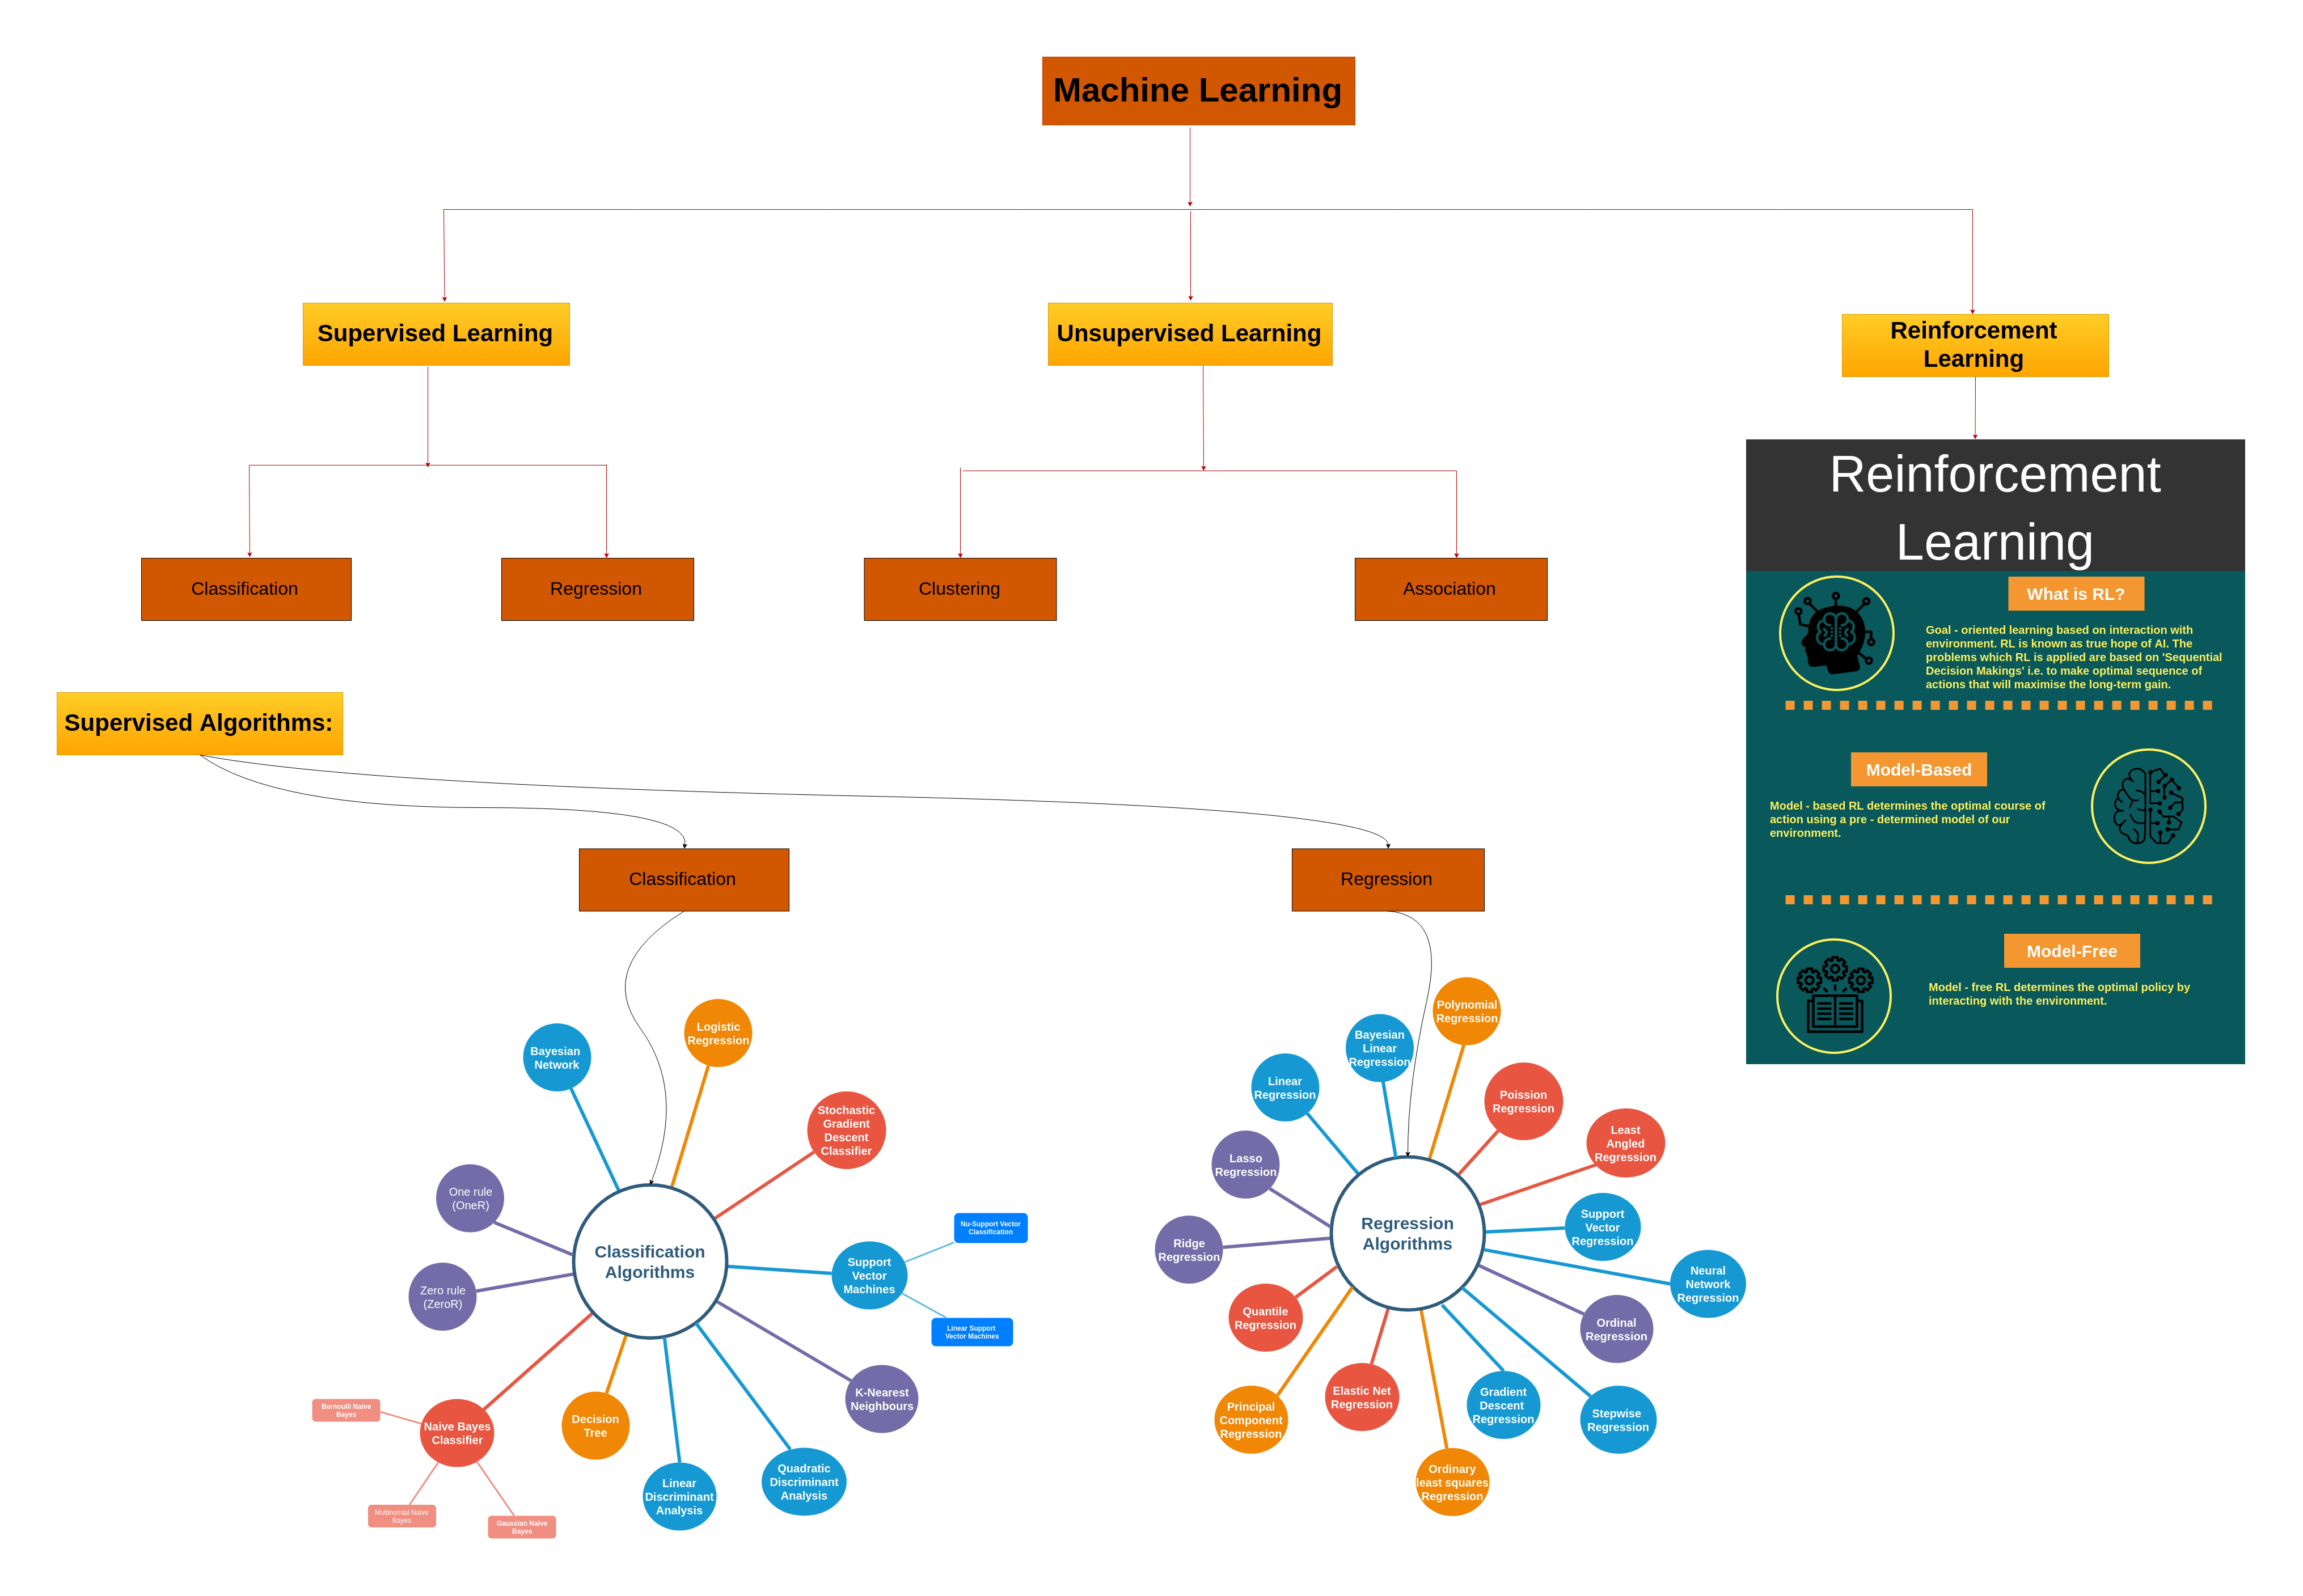 Machine Learning
Supervised Learning
Unsupervised Learning
Reinforcement
Learning
Classification
Regression
Clustering
Association
Reinforcement
Learning
What is RL?
Goal - oriented learning based on interaction with
environment. RL is known as true hope of AI. The
problems which RL is applied are based on 'Sequential
Decision Makings' i.e. to make optimal sequence of
actions that will maximise the long-term gain.
Model-Based
Model - based RL determines the optimal course of
action using a pre - determined model of our
environment.
Model-Free
Model - free RL determines the optimal policy by
interacting with the environment.
Supervised Algorithms:
Classification
Regression
Classification
Algorithms
Bayesian
Network
Logistic
Regression
Stochastic
Gradient
Descent
Classifier
One rule
(OneR)
Zero rule
(ZeroR)
Support
Vector
Machines
Nu-Support Vector
Classification
Linear Support
Vector Machines
K-Nearest
Neighbours
Quadratic
Discriminant
Analysis
Linear
Discriminant
Analysis
Decision
Tree
Naive Bayes
Classifier
Bernoulli Naive
Bayes
Multinomial Naive
Bayes
Gaussian Naive
Bayes
Regression
Algorithms
Polynomial
Regression
Bayesian
Linear
Regression
Linear
Regression
Lasso
Regression
Ridge
Regression
Quantile
Regression
Principal
Component
Regression
Elastic Net
Regression
Ordinary
least squares
Regression
Gradient
Descent
Regression
Stepwise
Regression
Ordinal
Regression
Neural
Network
Regression
Support
Vector
Regression
Least
Angled
Regression
Poission
Regression